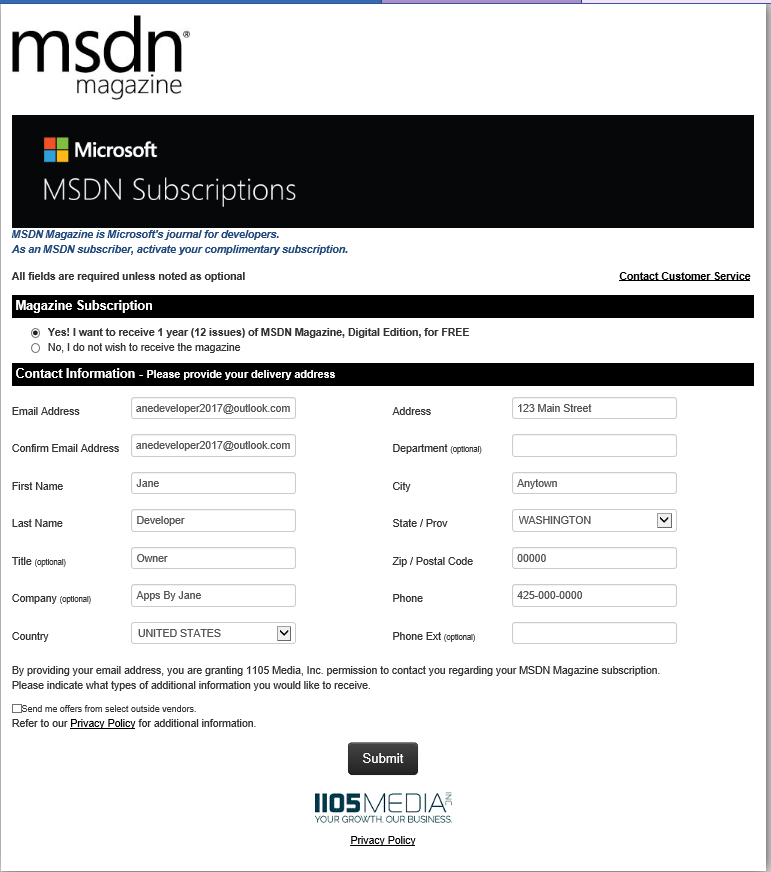 msdn®
magazine
Microsoft
MSDN Subscriptions
MSDN Magazine is Microsoft's journal for developers.
As an MSDN subscriber, activate your complimentary subscription.
All fields are required unless noted as optional
Contact Customer Service
Magazine Subscription
Yes! I want to receive 1 year (12 issues) of MSDN Magazine, Digital Edition, for FREE
No, I do not wish to receive the magazine
Contact Information - Please provide your delivery address
Email Address anedeveloper2017@outlook.com Address 123 Main Street
Confirm Email Address anedeveloper2017@outlook.com Department (optional)
First Name Jane City Anytown
Last Name Developer State / Prov WASHINGTON
Title (optional) Owner Zip / Postal Code 00000
Company (optional) Apps By Jane Phone 425-000-0000
Country UNITED STATES Phone Ext (optional)
By providing your email address, you are granting 1105 Media, Inc. permission to contact you regarding your MSDN Magazine subscription.
Please indicate what types of additional information you would like to receive.
Send me offers from select outside vendors.
Refer to our Privacy Policy for additional information.
Submit
1105 MEDIA INC
YOUR GROWTH. OUR BUSINESS.
Privacy Policy